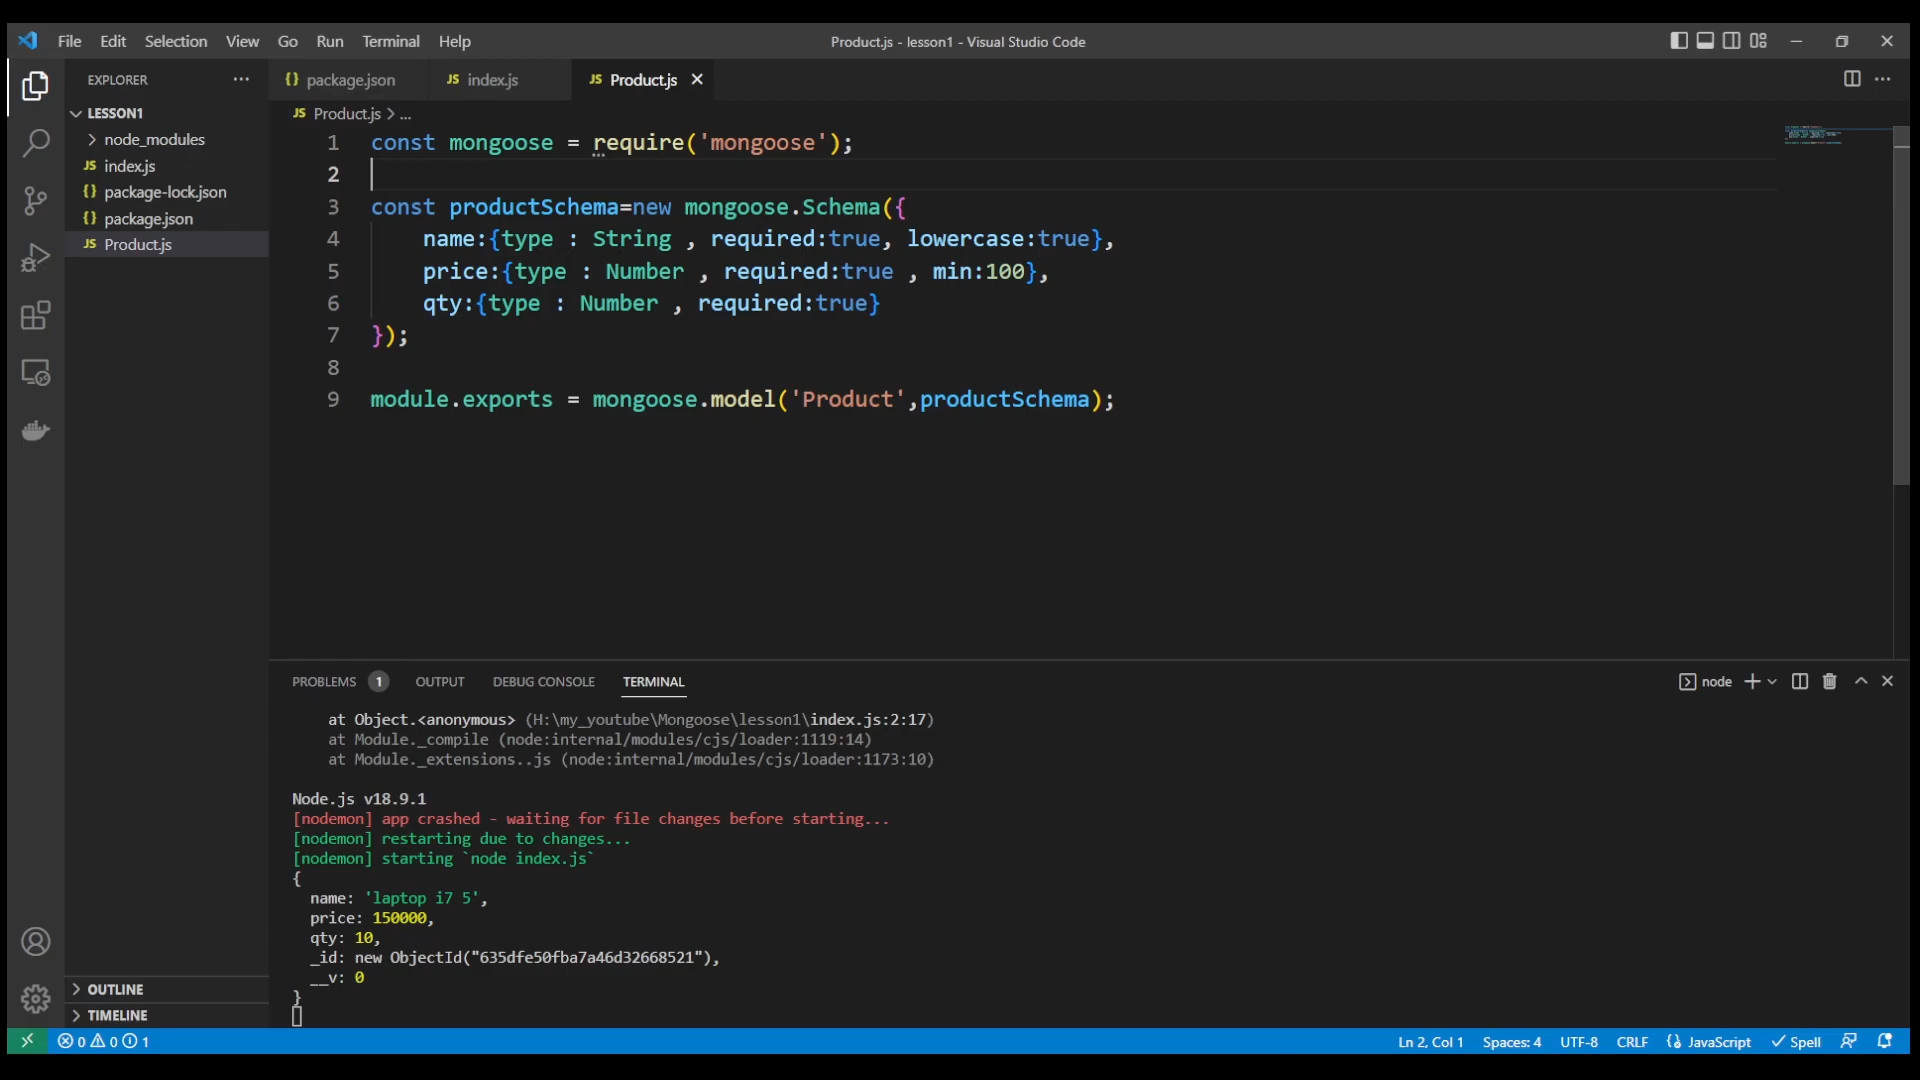 File Edit Selection View Go Run Terminal Help
Product.js - lesson1 - Visual Studio Code
EXPLORER
{} package.json
JS index.js
JS Product.js
LESSON1
node_modules
JS index.js
{} package-lock.json
{} package.json
JS Product.js
JS Product.js > ...
1 const mongoose = require('mongoose');
2
3 const productSchema=new mongoose.Schema({
4 name:{type : String , required:true, lowercase:true},
5 price:{type : Number , required:true , min:100},
6 qty:{type : Number , required:true}
7 });
8
9 module.exports = mongoose.model('Product',productSchema);
PROBLEMS 1 OUTPUT DEBUG CONSOLE TERMINAL
node
at Object.<anonymous> (H:\my_youtube\Mongoose\lesson1\index.js:2:17)
at Module._compile (node:internal/modules/cjs/loader:1119:14)
at Module._extensions..js (node:internal/modules/cjs/loader:1173:10)
Node.js v18.9.1
[nodemon] app crashed - waiting for file changes before starting...
[nodemon] restarting due to changes...
[nodemon] starting `node index.js`
{
name: 'laptop i7 5',
price: 150000,
qty: 10,
_id: new ObjectId("635dfe50fba7a46d32668521"),
__v: 0
}
OUTLINE
TIMELINE
0 0 1
Ln 2, Col 1 Spaces: 4 UTF-8 CRLF {} JavaScript Spell